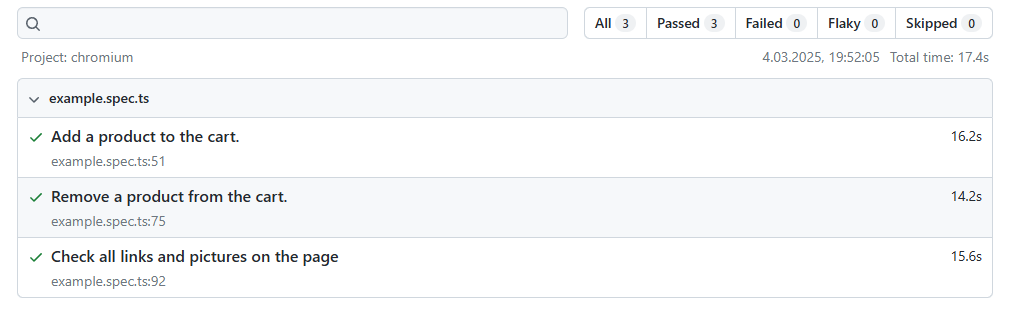 All 3 Passed 3 Failed 0 Flaky 0 Skipped 0
Project: chromium 4.03.2025, 19:52:05 Total time: 17.4s
example.spec.ts
Add a product to the cart. 16.2s
example.spec.ts:51
Remove a product from the cart. 14.2s
example.spec.ts:75
Check all links and pictures on the page 15.6s
example.spec.ts:92